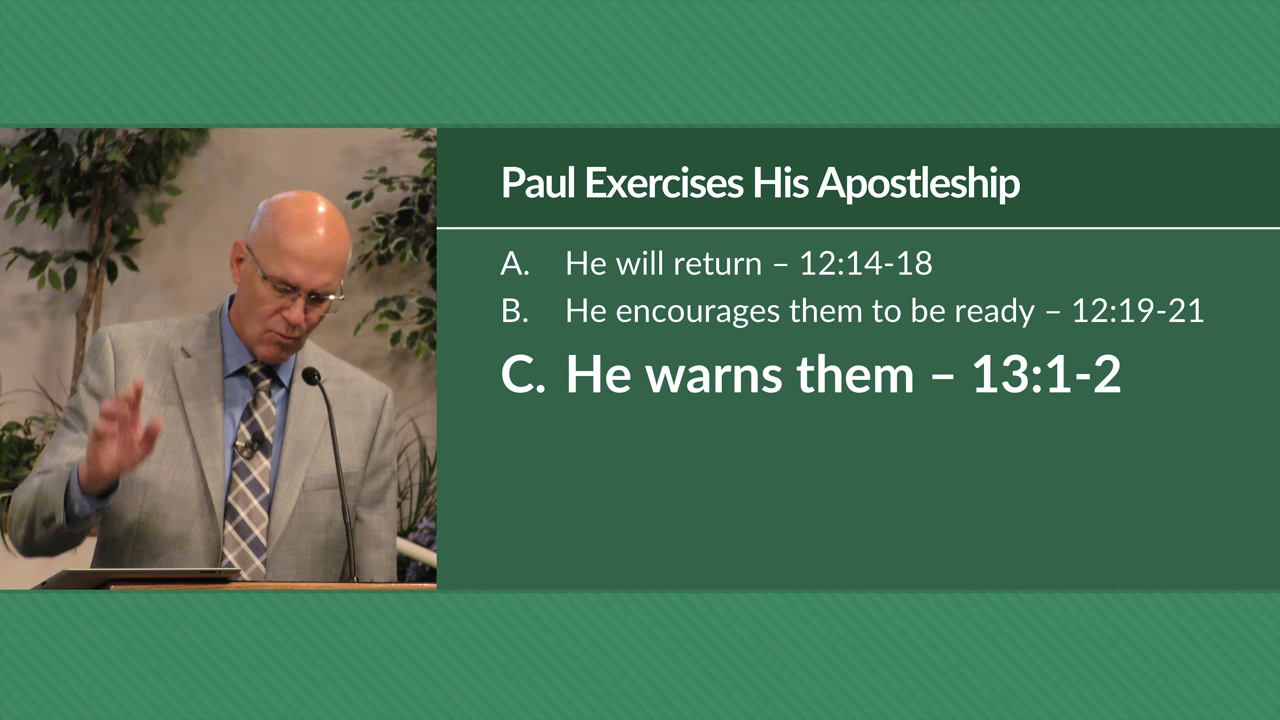 Paul Exercises His Apostleship
A. He will return – 12:14-18
B. He encourages them to be ready – 12:19-21
C. He warns them – 13:1-2